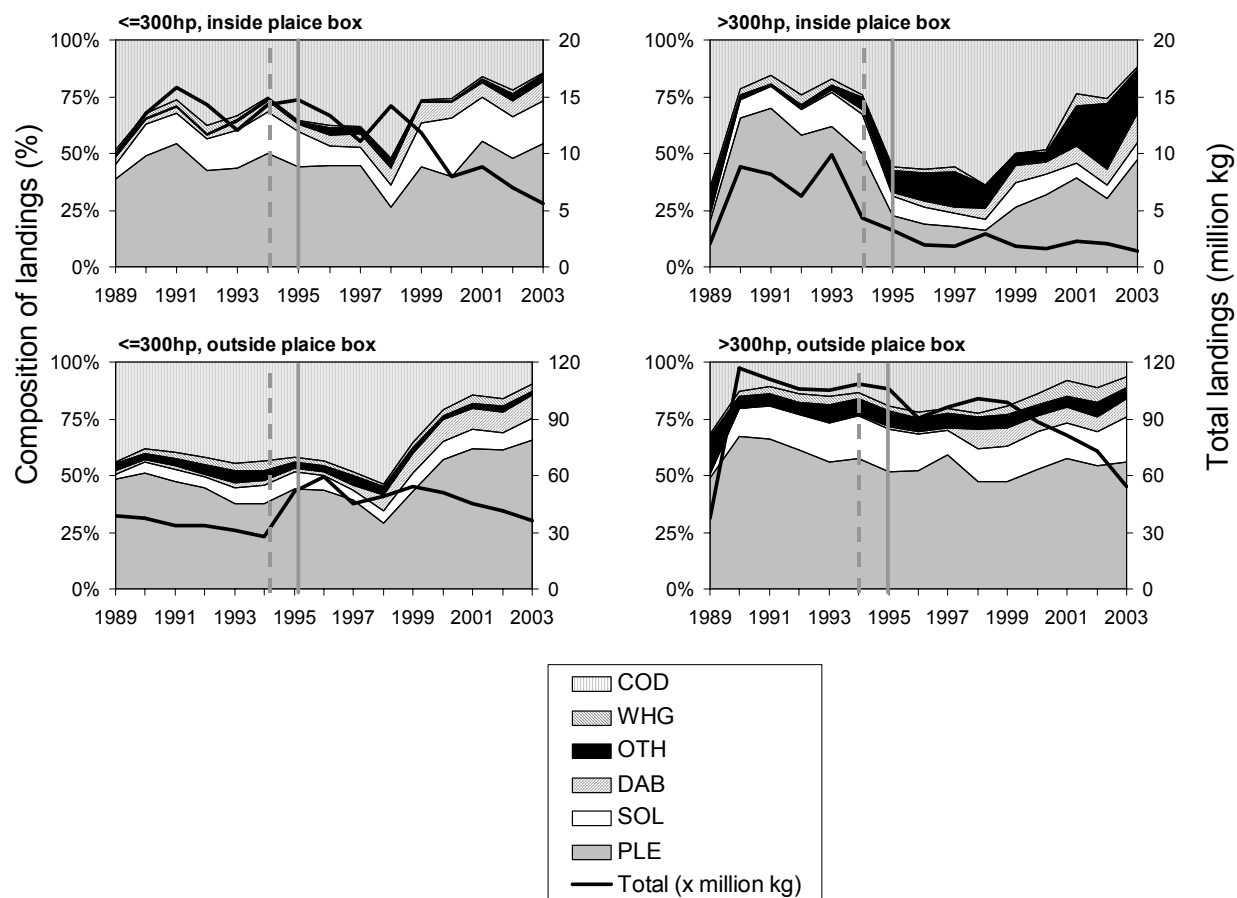 <=300hp, inside plaice box
100%
75%
50%
25%
0%
20
15
10
5
0
1989 1991 1993 1995 1997 1999 2001 2003
>300hp, inside plaice box
100%
75%
50%
25%
0%
20
15
10
5
0
1989 1991 1993 1995 1997 1999 2001 2003
<=300hp, outside plaice box
100%
75%
50%
25%
0%
120
90
60
30
0
1989 1991 1993 1995 1997 1999 2001 2003
>300hp, outside plaice box
100%
75%
50%
25%
0%
120
90
60
30
0
1989 1991 1993 1995 1997 1999 2001 2003
Composition of landings (%)
Total landings (million kg)
COD
WHG
OTH
DAB
SOL
PLE
Total (x million kg)